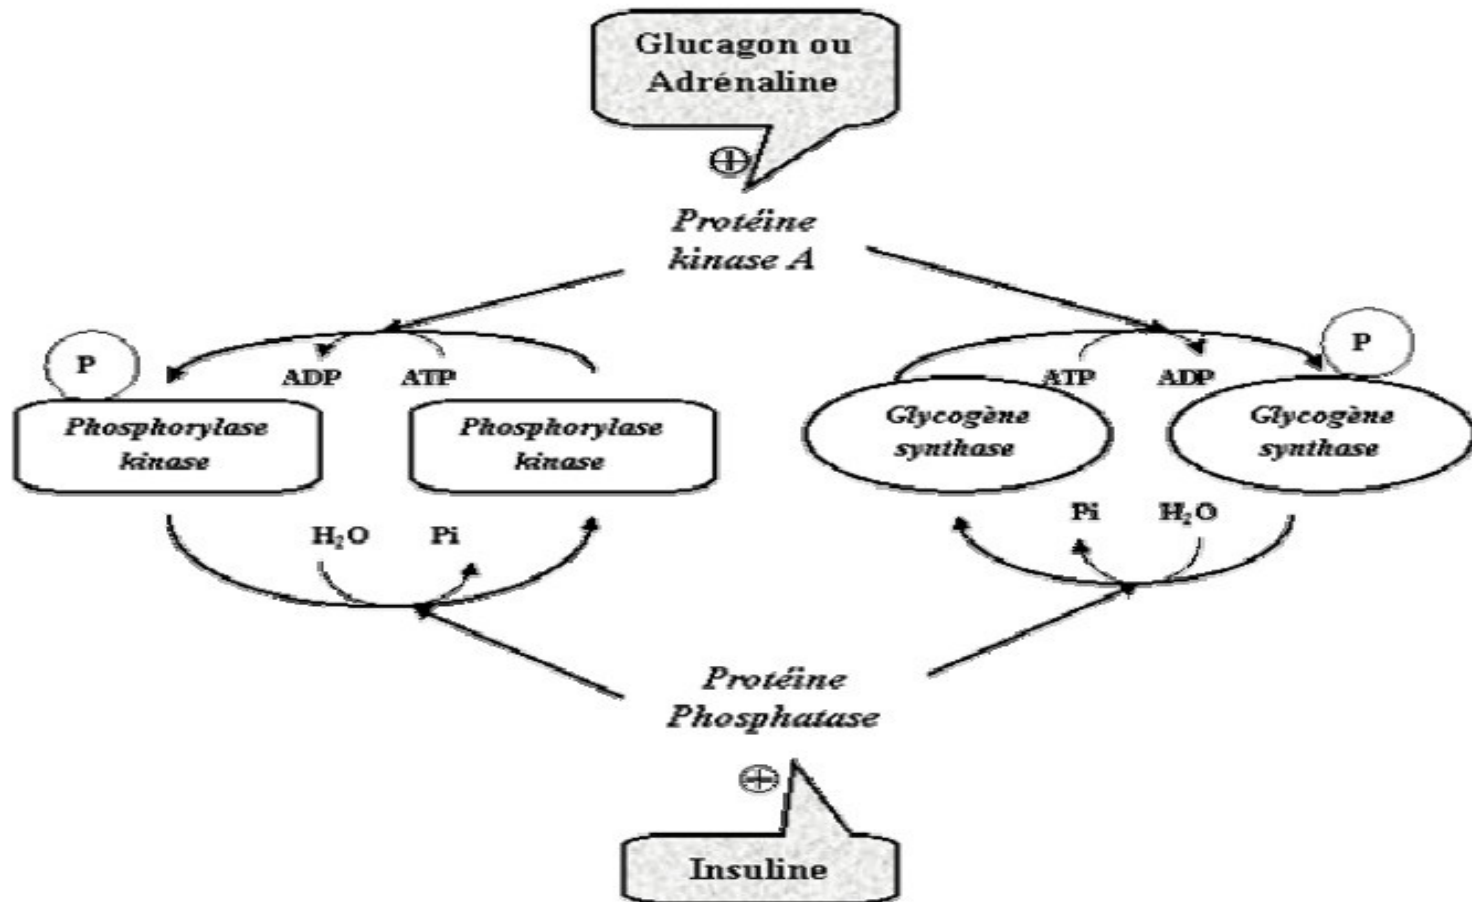 Glucagon ou
Adrénaline
Protéine
kinase A
P
P
ADP
ATP
ATP
ADP
Phosphorylase
kinase
Phosphorylase
kinase
Glycogène
synthase
Glycogène
synthase
H₂O
Pi
Pi
H₂O
Protéine
Phosphatase
Insuline